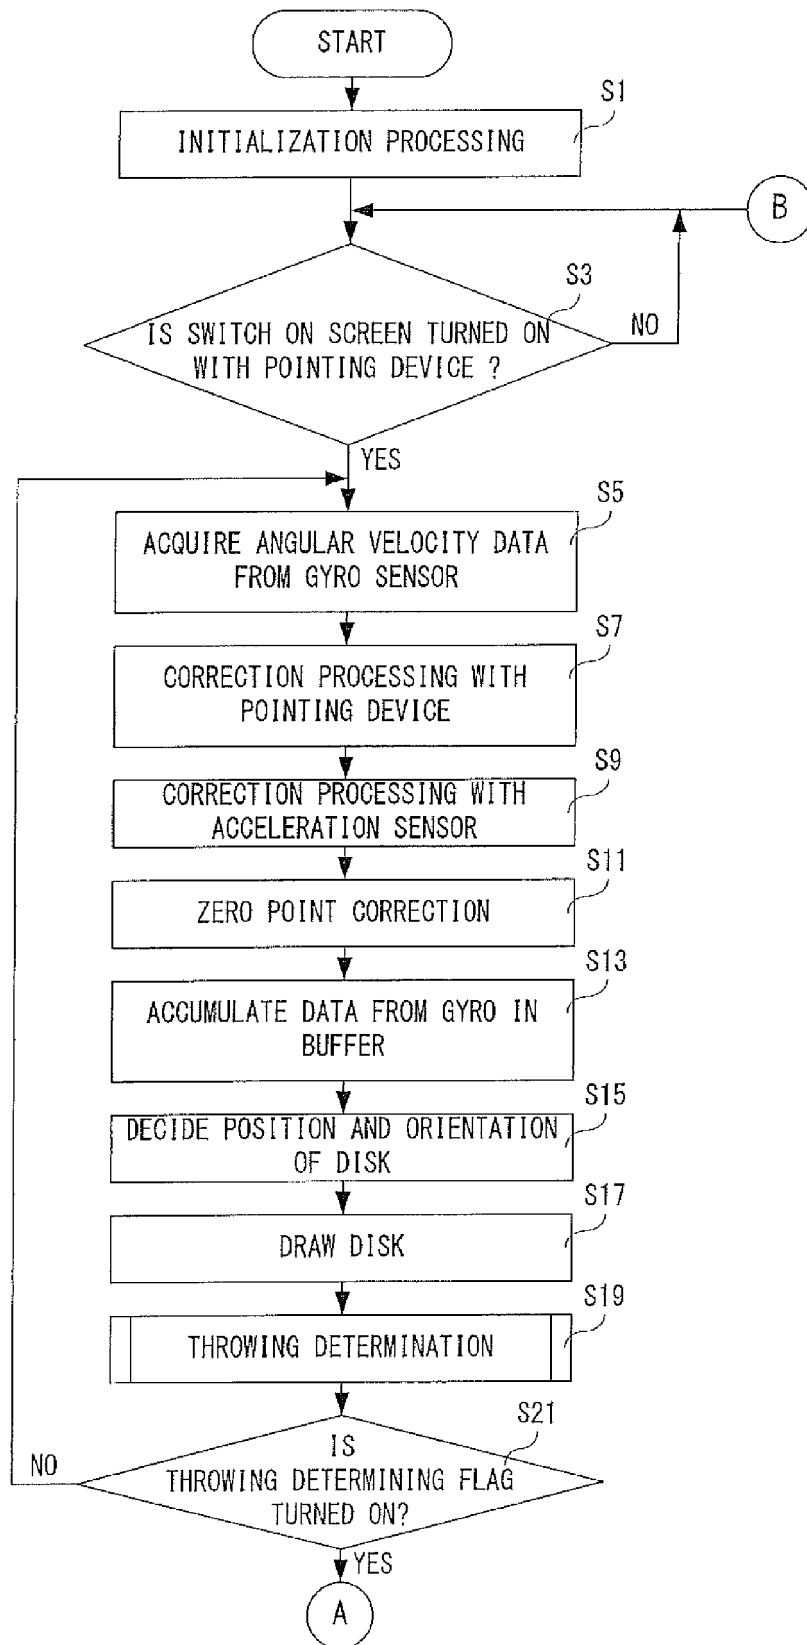 START
S1
INITIALIZATION PROCESSING
B
S3
IS SWITCH ON SCREEN TURNED ON
WITH POINTING DEVICE ?
NO
YES
S5
ACQUIRE ANGULAR VELOCITY DATA
FROM GYRO SENSOR
S7
CORRECTION PROCESSING WITH
POINTING DEVICE
S9
CORRECTION PROCESSING WITH
ACCELERATION SENSOR
S11
ZERO POINT CORRECTION
S13
ACCUMULATE DATA FROM GYRO IN
BUFFER
S15
DECIDE POSITION AND ORIENTATION
OF DISK
S17
DRAW DISK
S19
THROWING DETERMINATION
S21
IS
THROWING DETERMINING FLAG
TURNED ON?
NO
YES
A